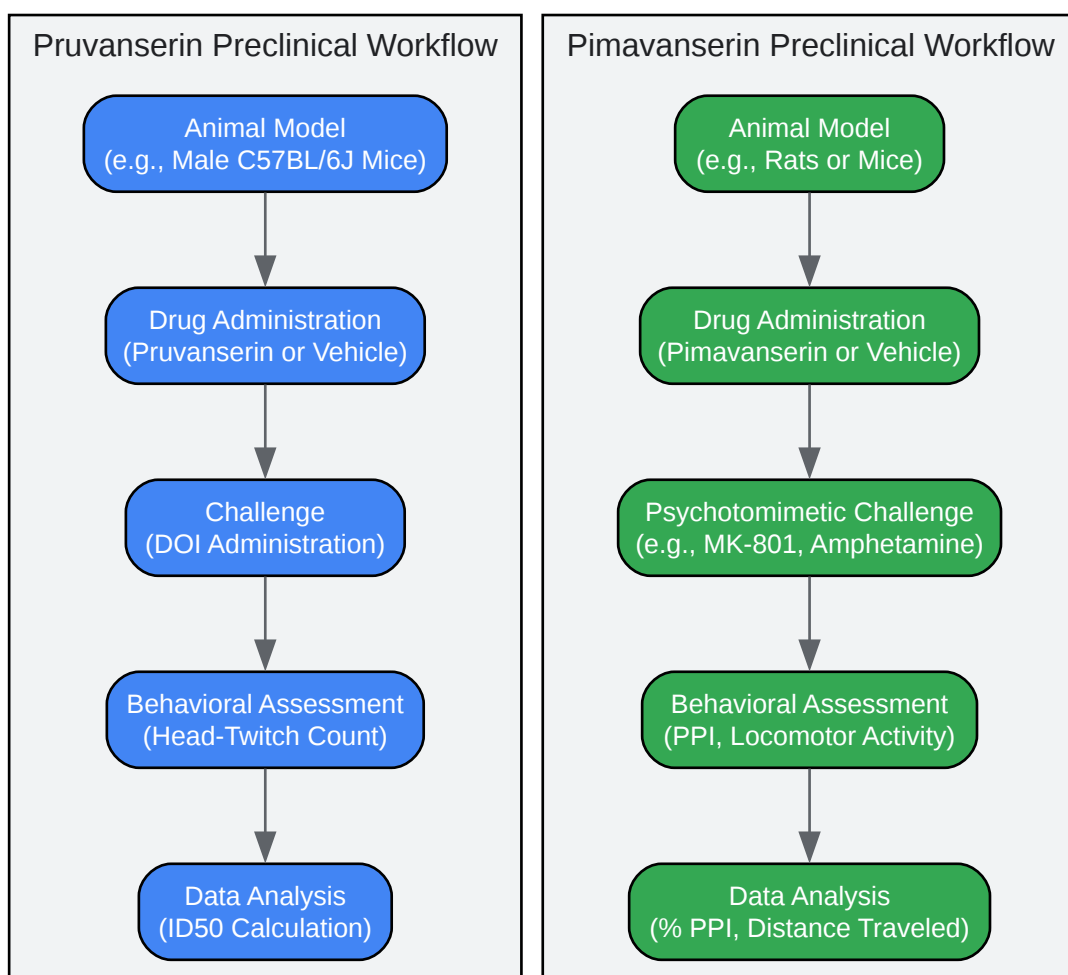 Pruvanserin Preclinical Workflow
Animal Model
(e.g., Male C57BL/6J Mice)
Drug Administration
(Pruvanserin or Vehicle)
Challenge
(DOI Administration)
Behavioral Assessment
(Head-Twitch Count)
Data Analysis
(ID50 Calculation)
Pimavanserin Preclinical Workflow
Animal Model
(e.g., Rats or Mice)
Drug Administration
(Pimavanserin or Vehicle)
Psychotomimetic Challenge
(e.g., MK-801, Amphetamine)
Behavioral Assessment
(PPI, Locomotor Activity)
Data Analysis
(% PPI, Distance Traveled)